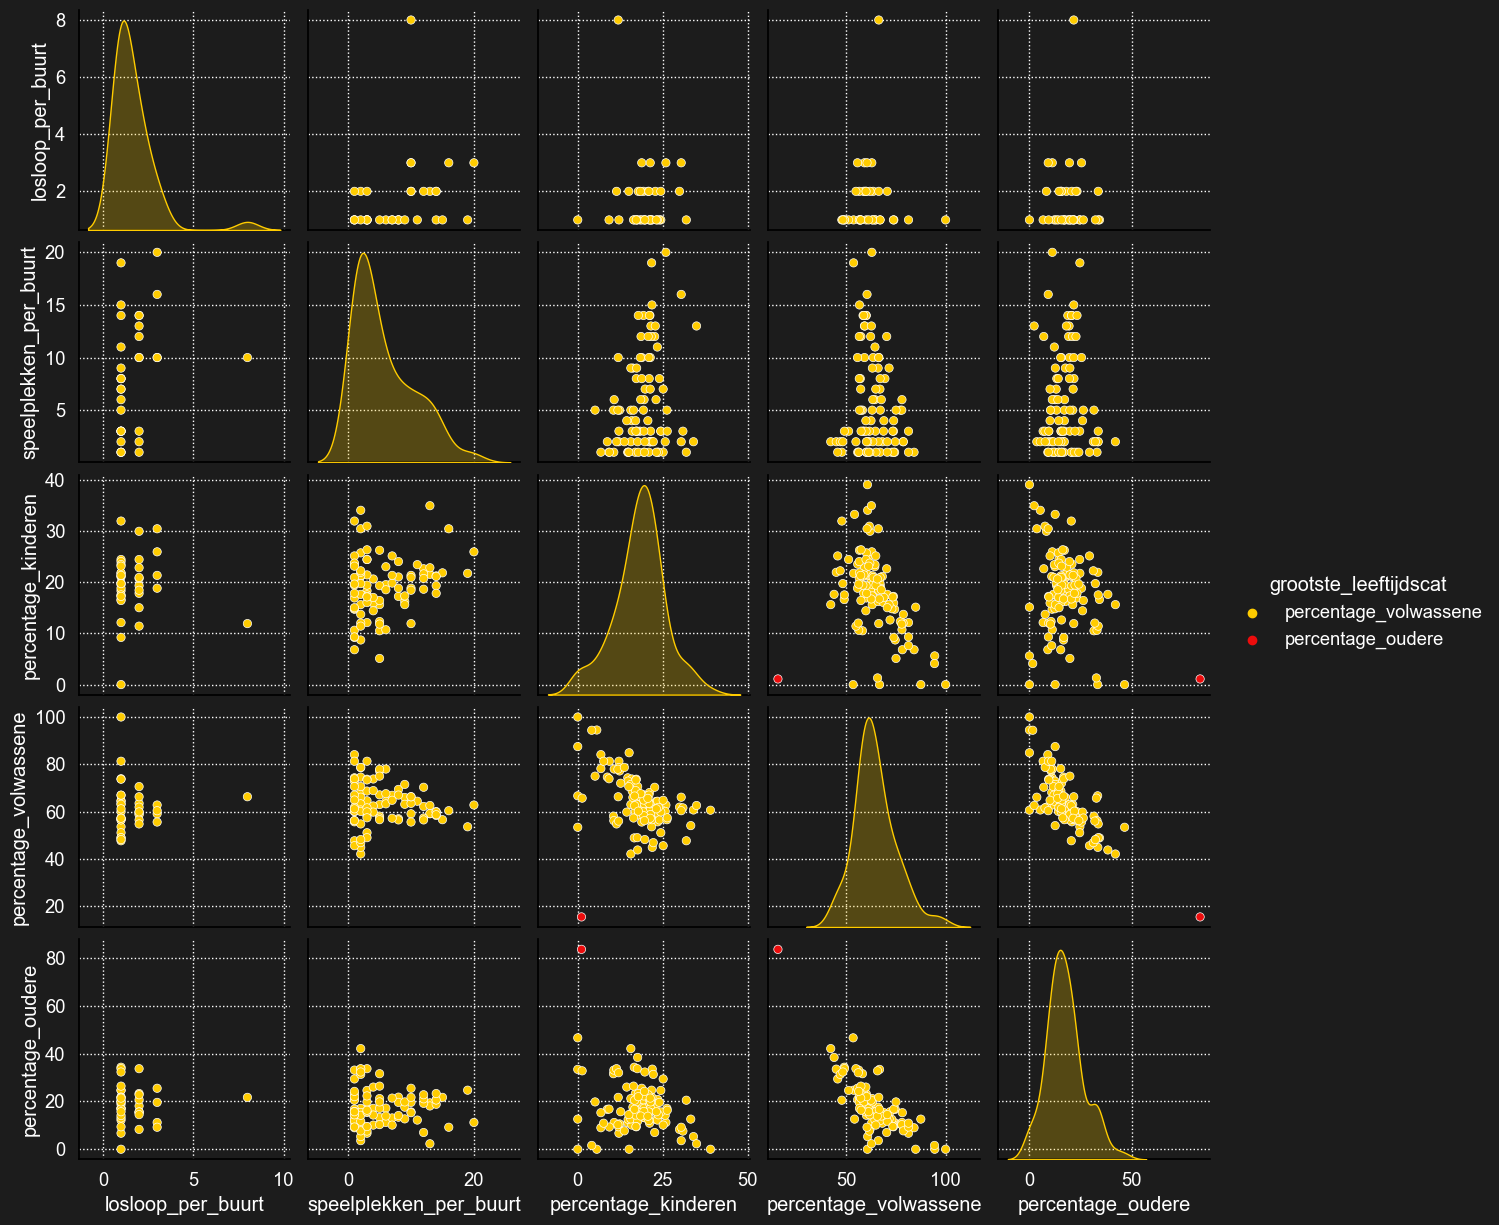 losloop_per_buurt
8
6
4
2
speelplekken_per_buurt
20
15
10
5
percentage_kinderen
40
30
20
10
0
percentage_volwassene
100
80
60
40
20
percentage_oudere
80
60
40
20
0
0 5 10
0 20
0 25 50
50 100
0 50
losloop_per_buurt
speelplekken_per_buurt
percentage_kinderen
percentage_volwassene
percentage_oudere
grootste_leeftijdscat
percentage_volwassene
percentage_oudere